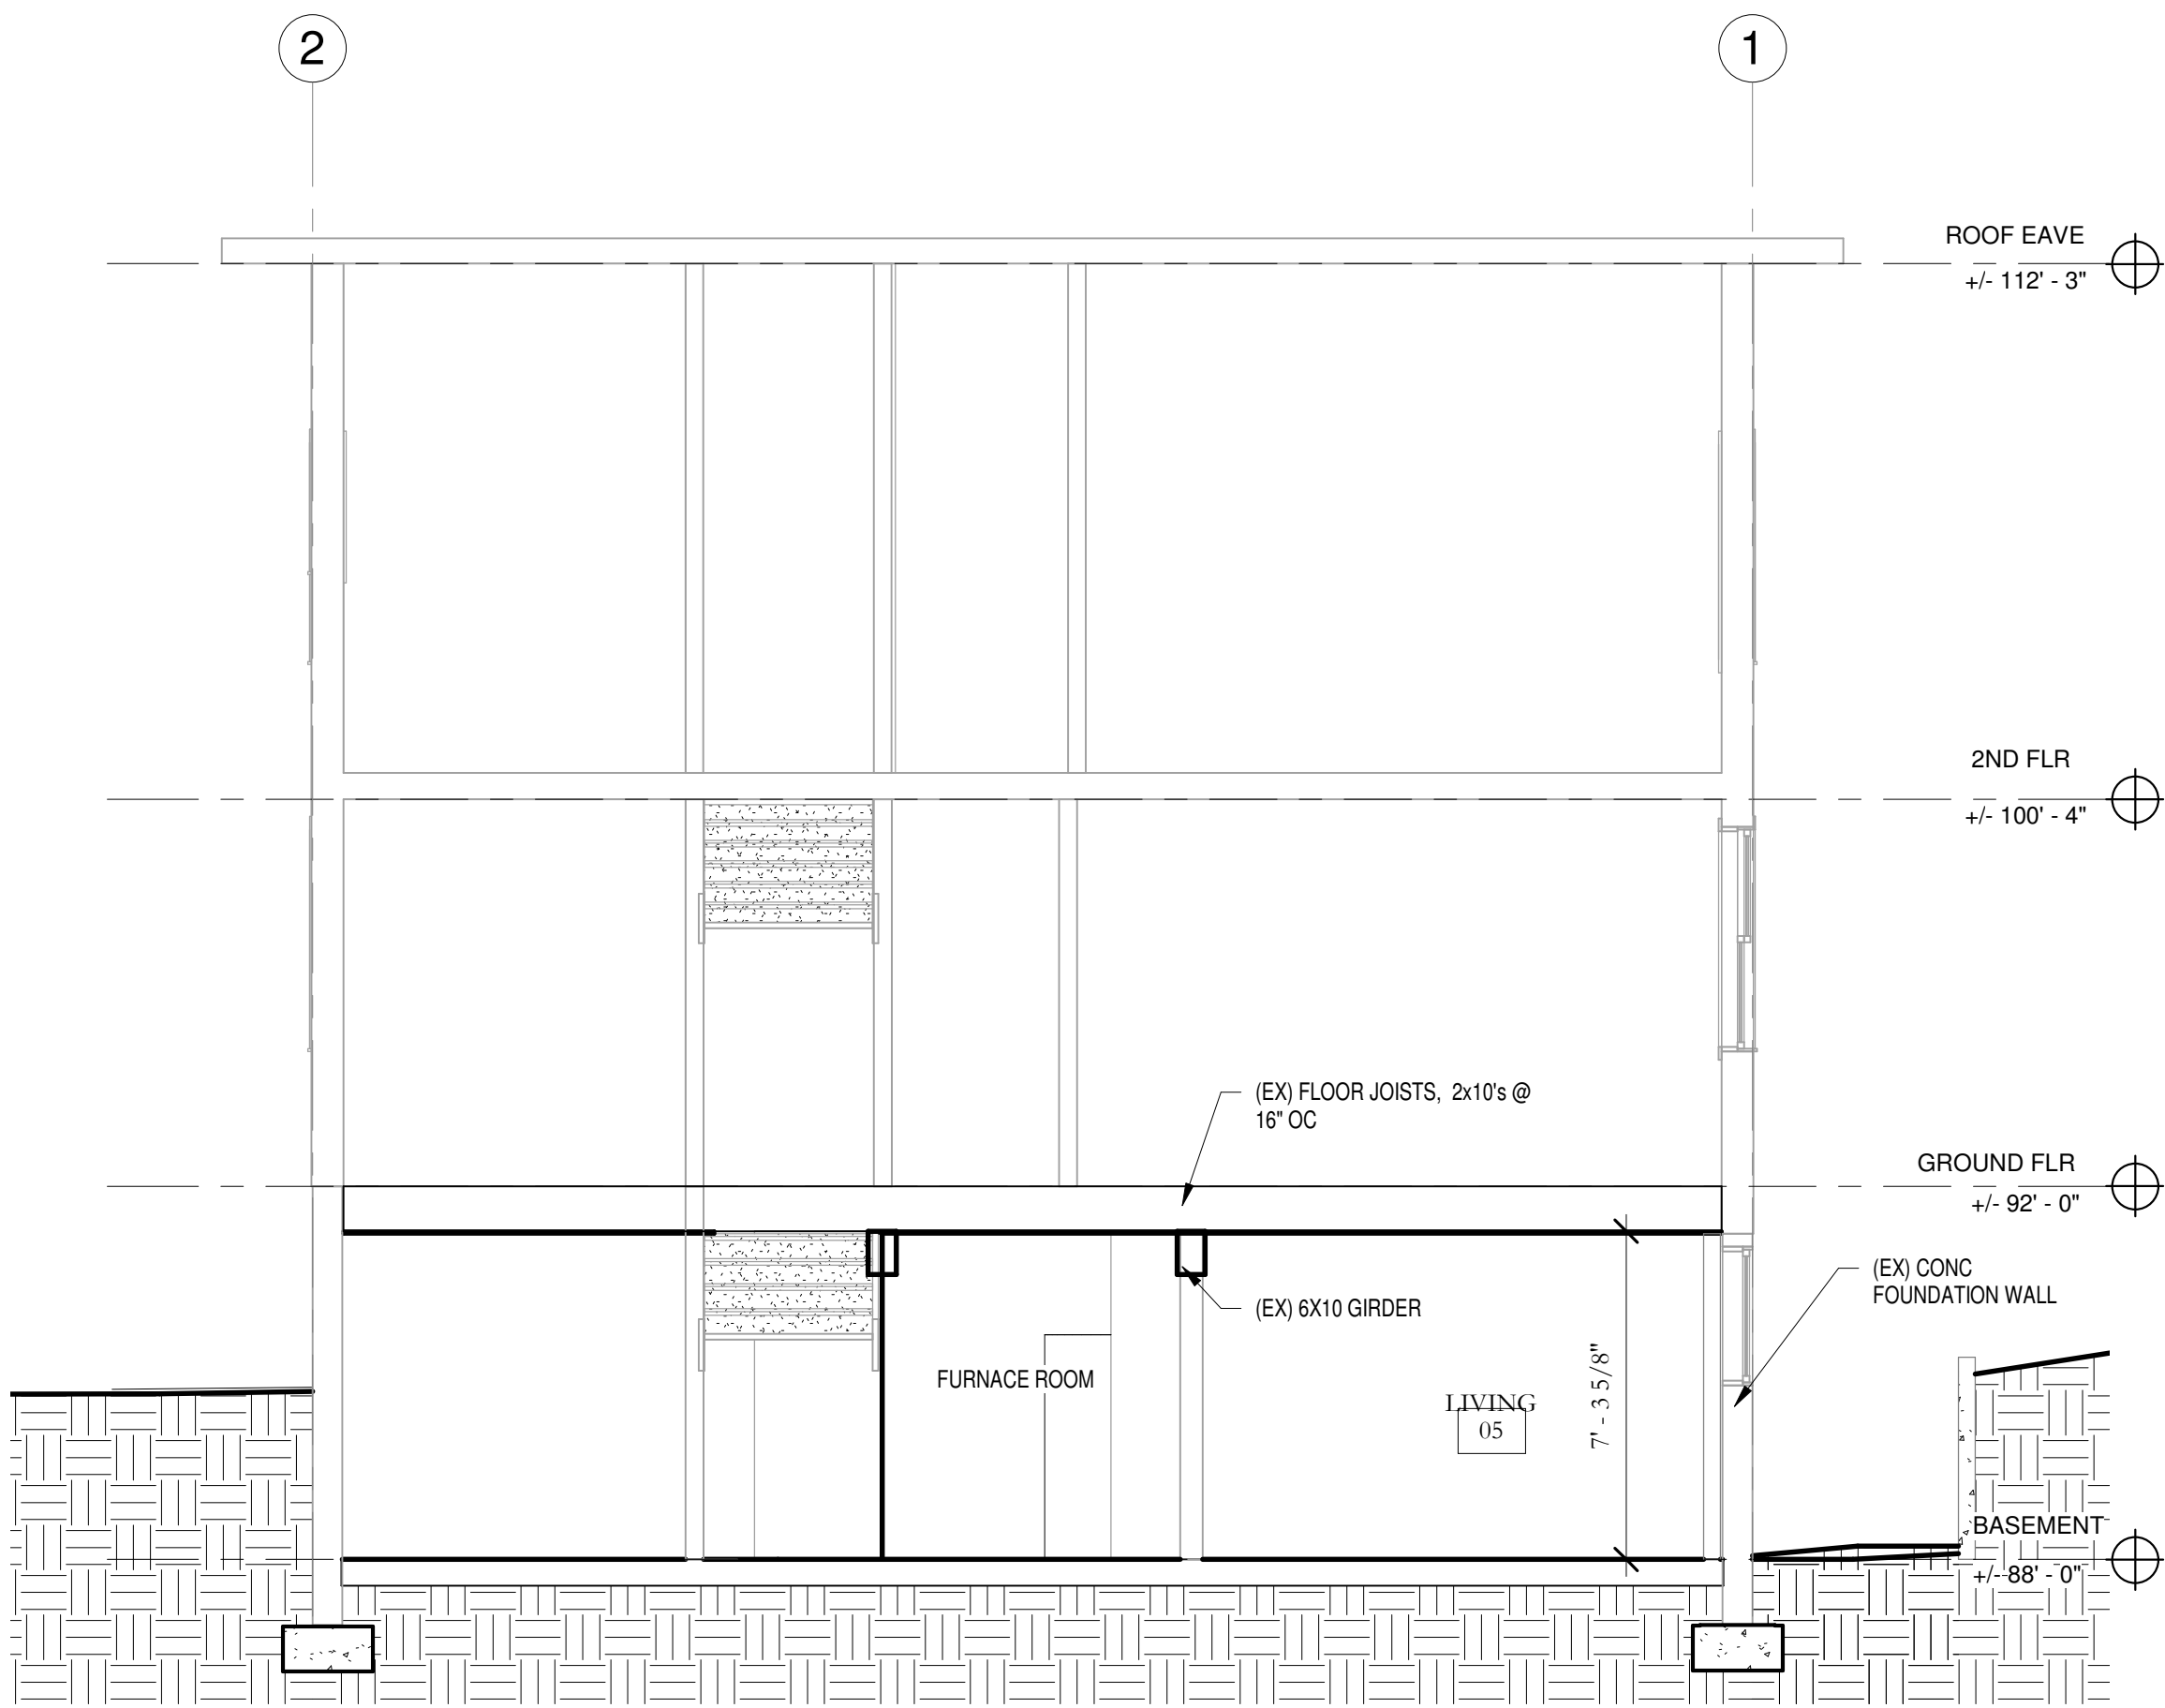 2
1
ROOF EAVE
+/- 112' - 3"
2ND FLR
+/- 100' - 4"
(EX) FLOOR JOISTS, 2x10's @
16" OC
GROUND FLR
+/- 92' - 0"
(EX) CONC
FOUNDATION WALL
(EX) 6X10 GIRDER
FURNACE ROOM
7' - 3 5/8"
LIVING
05
BASEMENT
+/- 88' - 0"